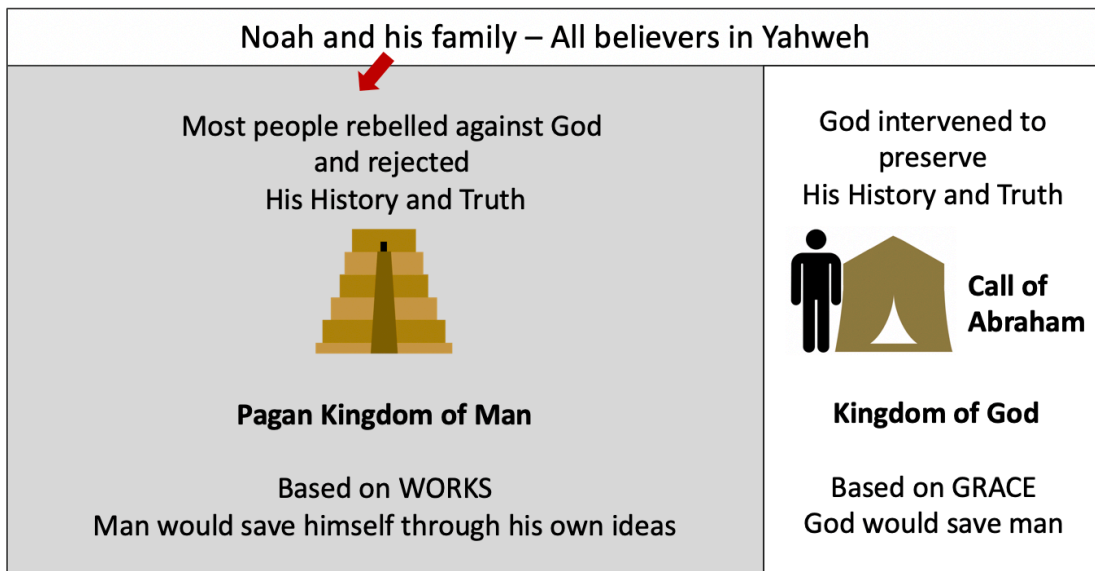 Noah and his family – All believers in Yahweh
Most people rebelled against God
and rejected
His History and Truth
Pagan Kingdom of Man
Based on WORKS
Man would save himself through his own ideas
God intervened to
preserve
His History and Truth
Call of
Abraham
Kingdom of God
Based on GRACE
God would save man